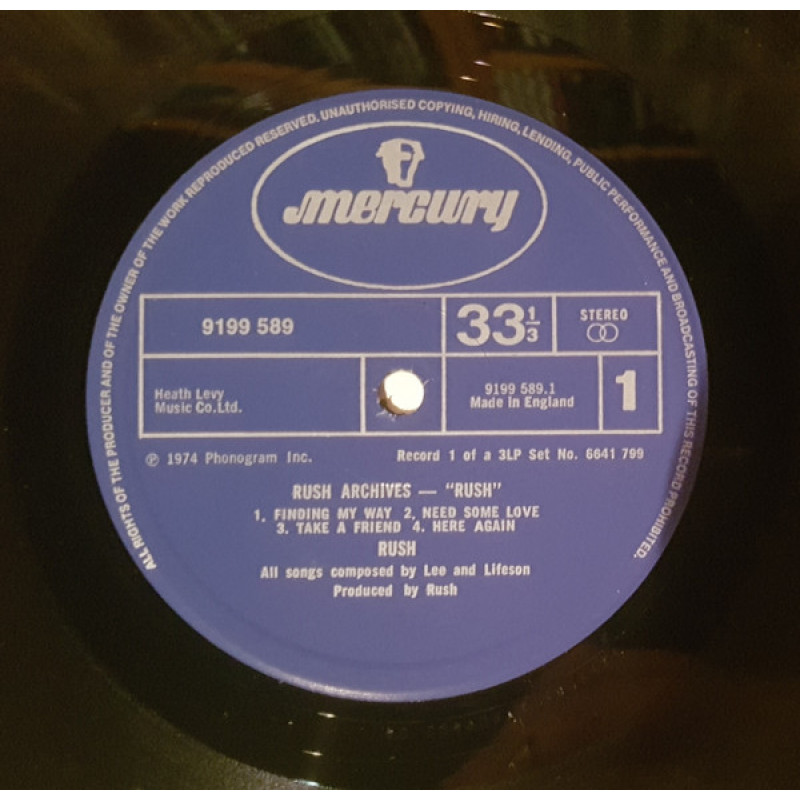 ALL RIGHTS OF THE PRODUCER AND OF THE OWNER OF THE WORK REPRODUCED RESERVED. UNAUTHORISED COPYING, HIRING, LENDING, PUBLIC PERFORMANCE AND BROADCASTING OF THIS RECORD PROHIBITED.
mercury
9199 589
33 1/3
STEREO
Heath Levy
Music Co.Ltd.
9199 589.1
Made in England
1
℗ 1974 Phonogram Inc.
Record 1 of a 3LP Set No. 6641 799
RUSH ARCHIVES — "RUSH"
1. FINDING MY WAY 2. NEED SOME LOVE
3. TAKE A FRIEND 4. HERE AGAIN
RUSH
All songs composed by Lee and Lifeson
Produced by Rush